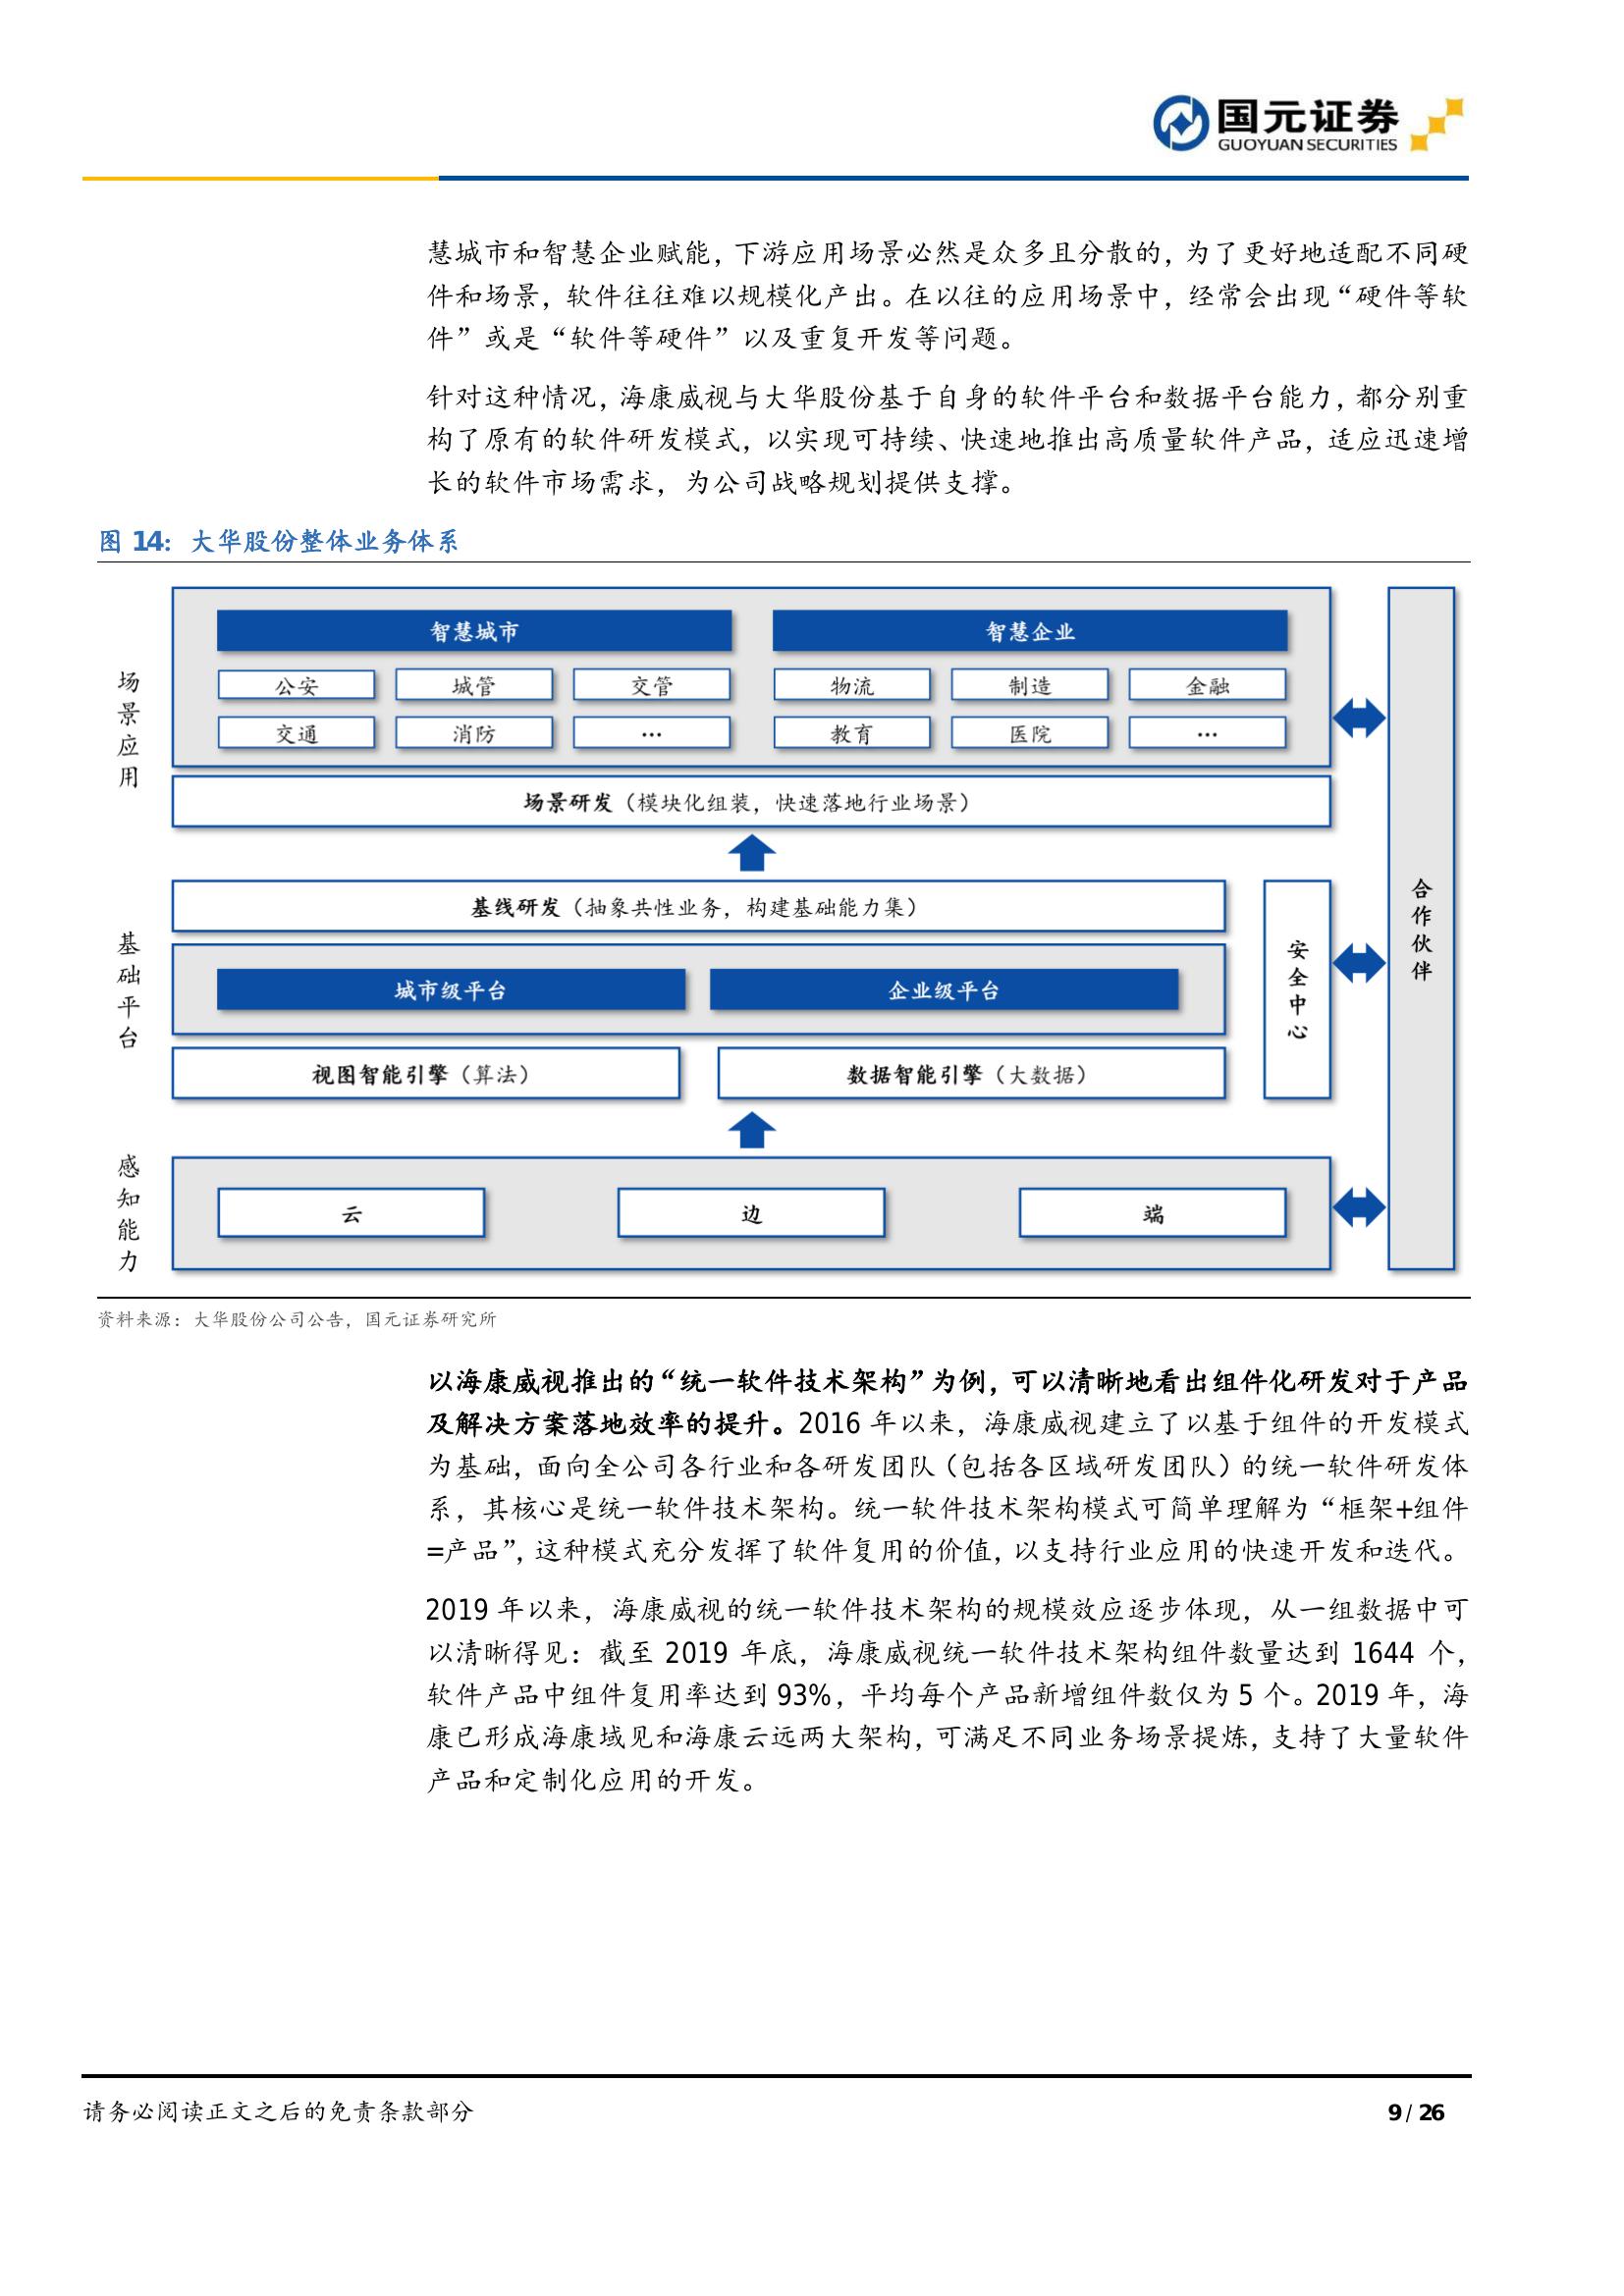 国元证券
GUOYUAN SECURITIES
慧城市和智慧企业赋能，下游应用场景必然是众多且分散的，为了更好地适配不同硬
件和场景，软件往往难以规模化产出。在以往的应用场景中，经常会出现“硬件等软
件”或是“软件等硬件”以及重复开发等问题。
针对这种情况，海康威视与大华股份基于自身的软件平台和数据平台能力，都分别重
构了原有的软件研发模式，以实现可持续、快速地推出高质量软件产品，适应迅速增
长的软件市场需求，为公司战略规划提供支撑。
图 14：大华股份整体业务体系
场景应用
智慧城市
智慧企业
公安
城管
交管
物流
制造
金融
交通
消防
…
教育
医院
…
场景研发（模块化组装，快速落地行业场景）
基础平台
基线研发（抽象共性业务，构建基础能力集）
城市级平台
企业级平台
视图智能引擎（算法）
数据智能引擎（大数据）
安全中心
合作伙伴
感知能力
云
边
端
资料来源：大华股份公司公告，国元证券研究所
以海康威视推出的“统一软件技术架构”为例，可以清晰地看出组件化研发对于产品
及解决方案落地效率的提升。2016 年以来，海康威视建立了以基于组件的开发模式
为基础，面向全公司各行业和各研发团队（包括各区域研发团队）的统一软件研发体
系，其核心是统一软件技术架构。统一软件技术架构模式可简单理解为“框架+组件
=产品”，这种模式充分发挥了软件复用的价值，以支持行业应用的快速开发和迭代。
2019 年以来，海康威视的统一软件技术架构的规模效应逐步体现，从一组数据中可
以清晰得见：截至 2019 年底，海康威视统一软件技术架构组件数量达到 1644 个，
软件产品中组件复用率达到 93%，平均每个产品新增组件数仅为 5 个。2019 年，海
康已形成海康域见和海康云远两大架构，可满足不同业务场景提炼，支持了大量软件
产品和定制化应用的开发。
请务必阅读正文之后的免责条款部分
9 / 26